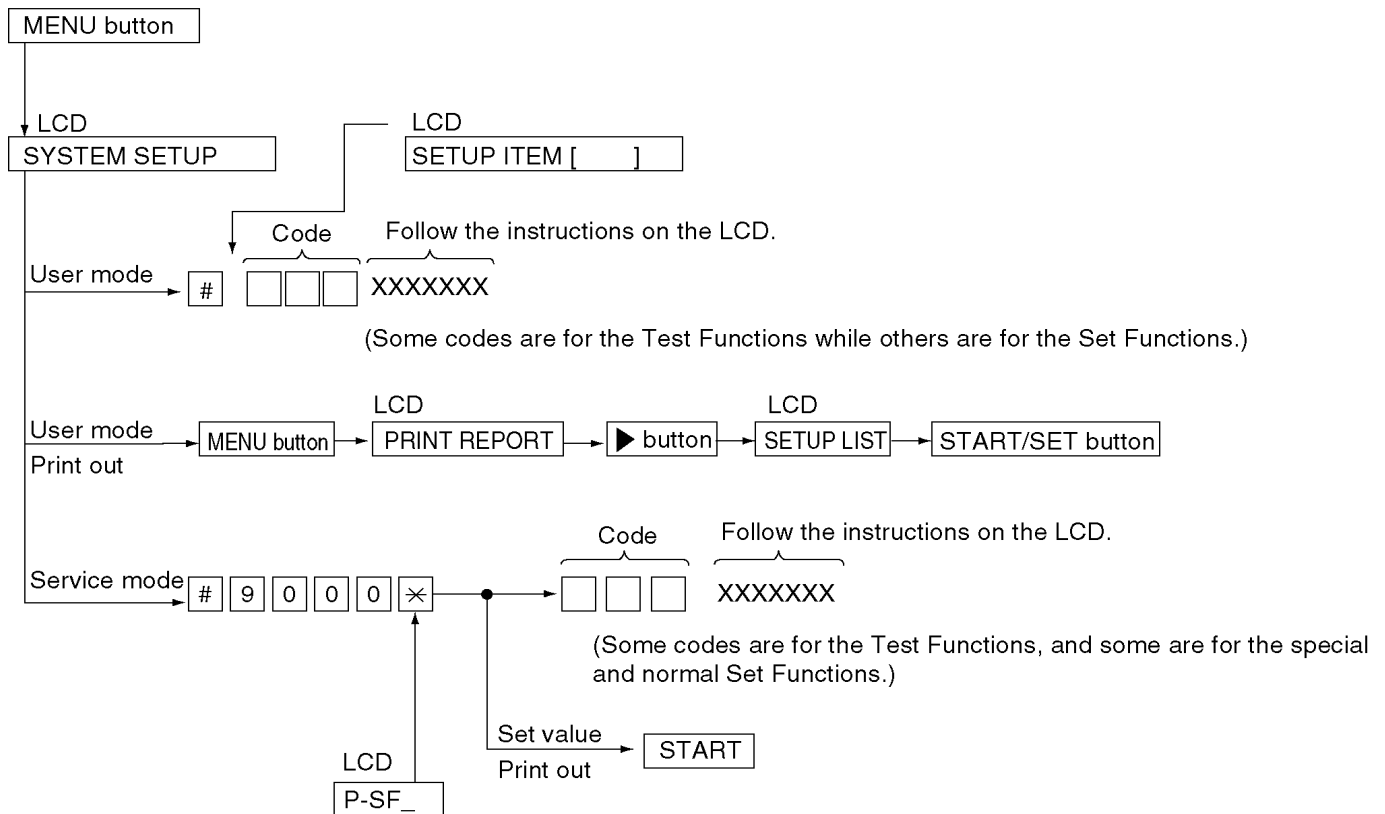 MENU button
LCD
SYSTEM SETUP
LCD
SETUP ITEM [ ]
Code
Follow the instructions on the LCD.
User mode
# XXXXXXX
(Some codes are for the Test Functions while others are for the Set Functions.)
LCD
LCD
User mode
Print out
MENU button
PRINT REPORT
▶ button
SETUP LIST
START/SET button
Code
Follow the instructions on the LCD.
Service mode
# 9 0 0 0 * XXXXXXX
(Some codes are for the Test Functions, and some are for the special
and normal Set Functions.)
Set value
Print out
START
LCD
P-SF_